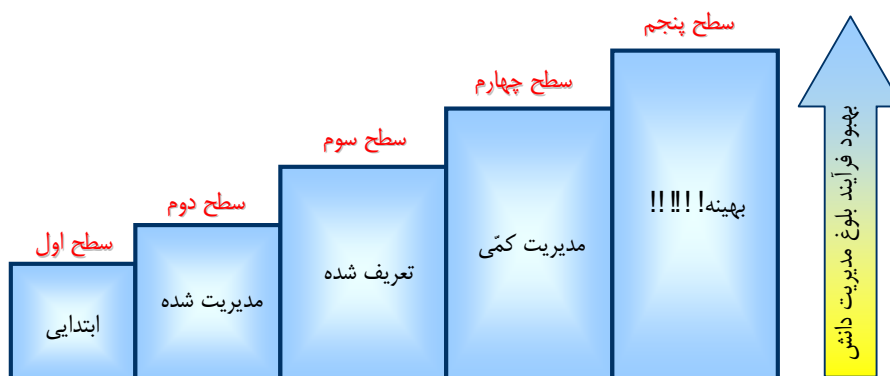 سطح پنجم
سطح چهارم
سطح سوم
سطح دوم
سطح اول
بهینه!!!!!!!
مدیریت کمّی
تعریف شده
مدیریت شده
ابتدایی
بهبود فرآیند بلوغ مدیریت دانش